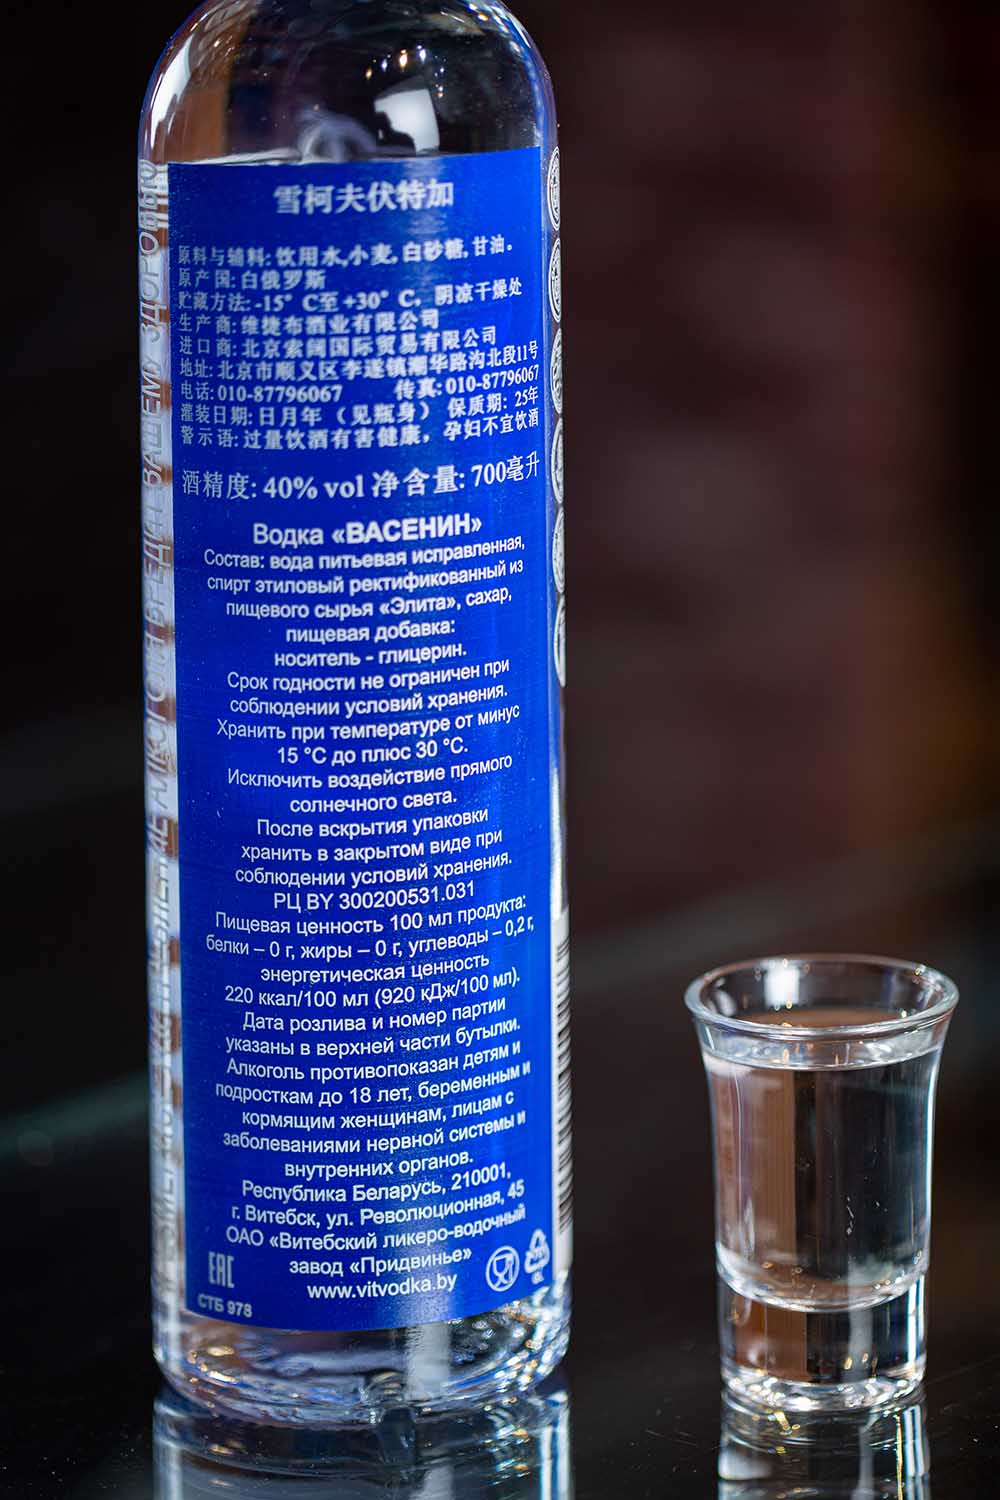 雪柯夫伏特加
原料与辅料: 饮用水,小麦, 白砂糖, 甘油。
原产国: 白俄罗斯
贮藏方法: -15° C至 +30° C, 阴凉干燥处
生产商: 维捷布酒业有限公司
进口商: 北京索阔国际贸易有限公司
地址: 北京市顺义区李遂镇潮华路沟北段11号
电话: 010-87796067 传真: 010-87796067
灌装日期: 日月年 (见瓶身) 保质期: 25年
警示语: 过量饮酒有害健康, 孕妇不宜饮酒
酒精度: 40% vol 净含量: 700毫升
Водка «ВАСЕНИН»
Состав: вода питьевая исправленная,
спирт этиловый ректификованный из
пищевого сырья «Элита», сахар,
пищевая добавка:
носитель - глицерин.
Срок годности не ограничен при
соблюдении условий хранения.
Хранить при температуре от минус
15 °C до плюс 30 °C.
Исключить воздействие прямого
солнечного света.
После вскрытия упаковки
хранить в закрытом виде при
соблюдении условий хранения.
РЦ BY 300200531.031
Пищевая ценность 100 мл продукта:
белки – 0 г, жиры – 0 г, углеводы – 0,2 г,
энергетическая ценность
220 ккал/100 мл (920 кДж/100 мл).
Дата розлива и номер партии
указаны в верхней части бутылки.
Алкоголь противопоказан детям и
подросткам до 18 лет, беременным и
кормящим женщинам, лицам с
заболеваниями нервной системы и
внутренних органов.
Республика Беларусь, 210001,
г. Витебск, ул. Революционная, 45
ОАО «Витебский ликеро-водочный
завод «Придвинье»
www.vitvodka.by
EAC
СТБ 978
GL
ВАШЕМУ ЗДОРОВЬЮ